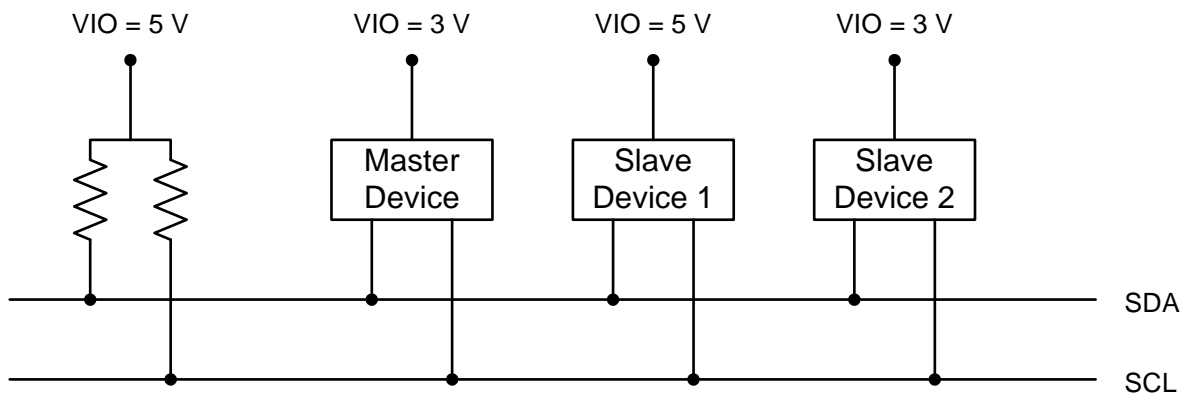 VIO = 5 V
VIO = 3 V
VIO = 5 V
VIO = 3 V
Master
Device
Slave
Device 1
Slave
Device 2
SDA
SCL